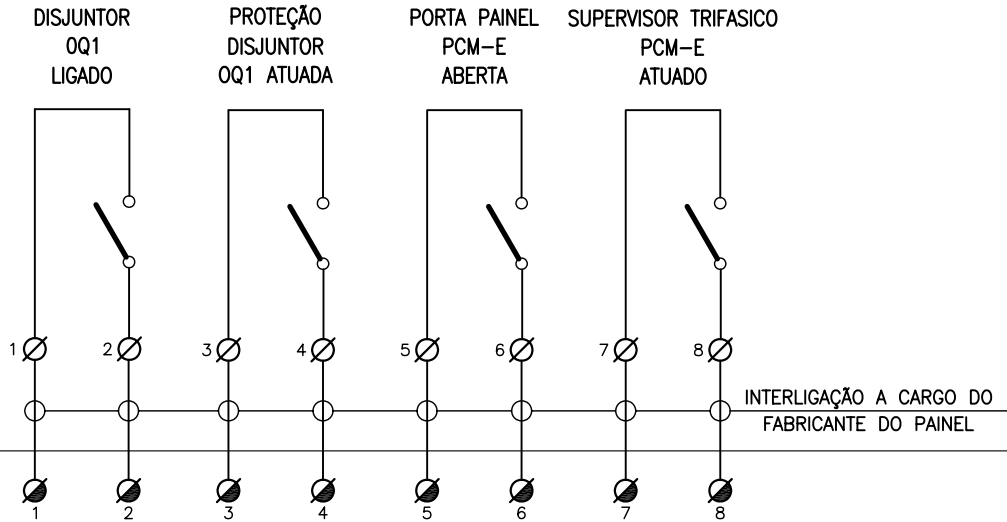 DISJUNTOR
0Q1
LIGADO
PROTEÇÃO
DISJUNTOR
0Q1 ATUADA
PORTA PAINEL
PCM-E
ABERTA
SUPERVISOR TRIFASICO
PCM-E
ATUADO
1 2 3 4 5 6 7 8
INTERLIGAÇÃO A CARGO DO
FABRICANTE DO PAINEL
1 2 3 4 5 6 7 8